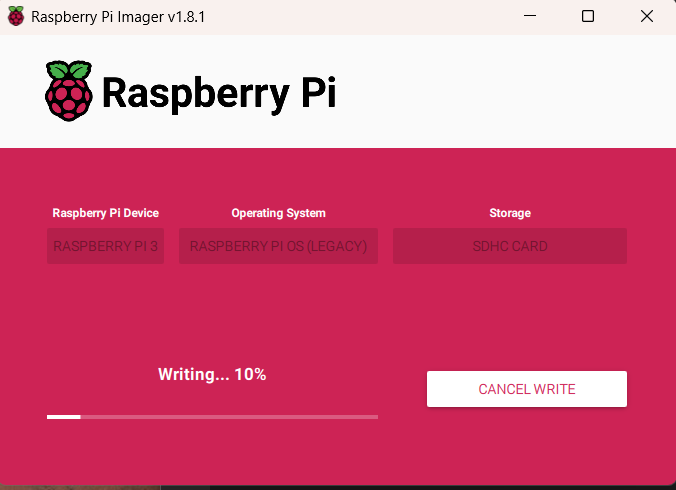 Raspberry Pi Imager v1.8.1
Raspberry Pi
Raspberry Pi Device
Operating System
Storage
RASPBERRY PI 3
RASPBERRY PI OS (LEGACY)
SDHC CARD
Writing... 10%
CANCEL WRITE